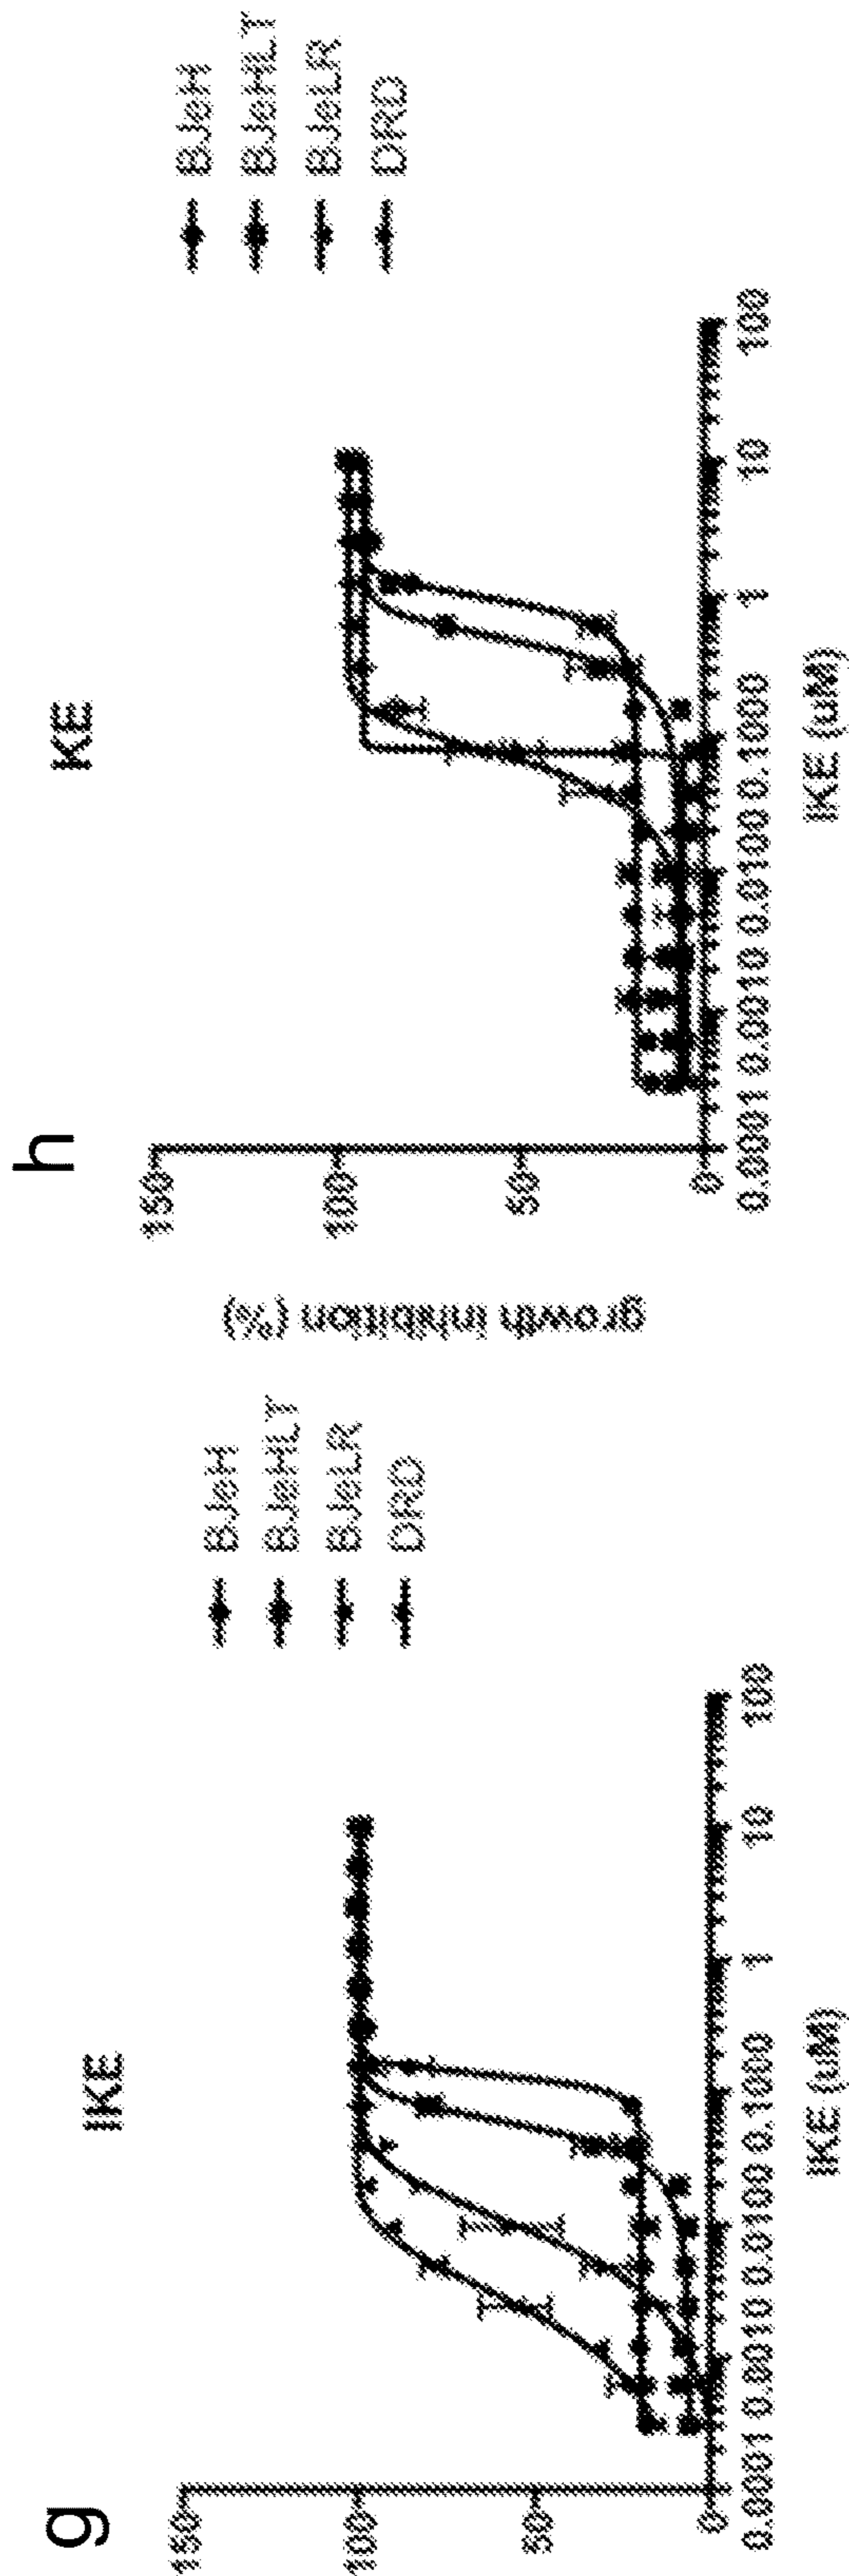 g
IKE
150
100
50
0
0.0001 0.0010 0.0100 0.1000 1 10 100
IKE (uM)
BJeH
BJeHLT
BJeLR
DRD
h
KE
growth inhibition (%)
150
100
50
0
0.0001 0.0010 0.0100 0.1000 1 10 100
IKE (uM)
BJeH
BJeHLT
BJeLR
DRD